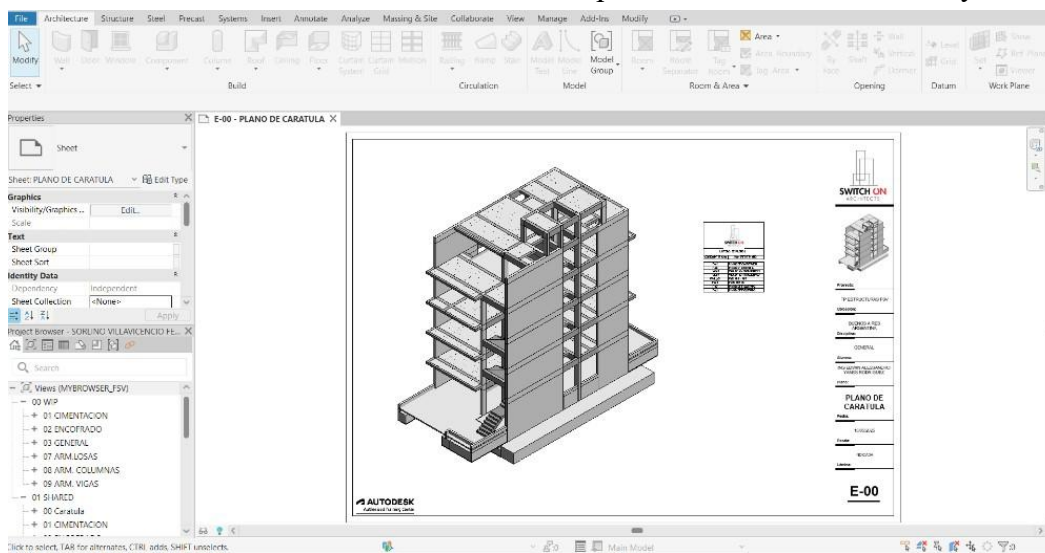 File Architecture Structure Steel Precast Systems Insert Annotate Analyze Massing & Site Collaborate View Manage Add-Ins Modify
Modify Wall Door Window Component Column Roof Ceiling Floor Curtain System Curtain Grid Mullion Railing Ramp Stair Model Text Model Line Model Group Room Room Separator Tag Room Area Area Boundary Tag Area By Face Shaft Wall Vertical Dormer Level Grid Set Show Ref Plane Viewer
Select Build Circulation Model Room & Area Opening Datum Work Plane
Properties
E-00 - PLANO DE CARATULA
Sheet
Sheet: PLANO DE CARATULA
Edit Type
Graphics
Visibility/Graphics ...
Edit...
Scale
Text
Sheet Group
Sheet Sort
Identity Data
Dependency Independent
Sheet Collection <None>
Apply
Project Browser - SORLINO VILLAVICENCIO FE...
Search
Views (MYBROWSER_FSV)
00 WIP
01 CIMENTACION
02 ENCOFRADO
03 GENERAL
07 ARM.LOSAS
08 ARM. COLUMNAS
09 ARM. VIGAS
01 SHARED
00 Caratula
01 CIMENTACION
SWITCH ON
ARCHITECTS
GENERAL
PLANO DE
CARATULA
E-00
AUTODESK
Click to select, TAB for alternates, CTRL adds, SHIFT unselects.
Main Model